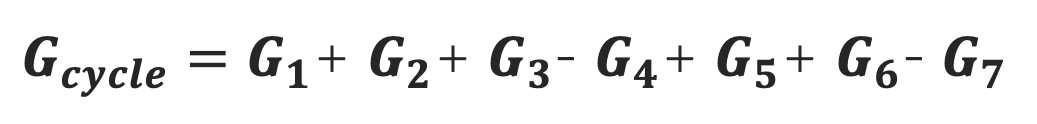 G_cycle = G_1 + G_2 + G_3 - G_4 + G_5 + G_6 - G_7